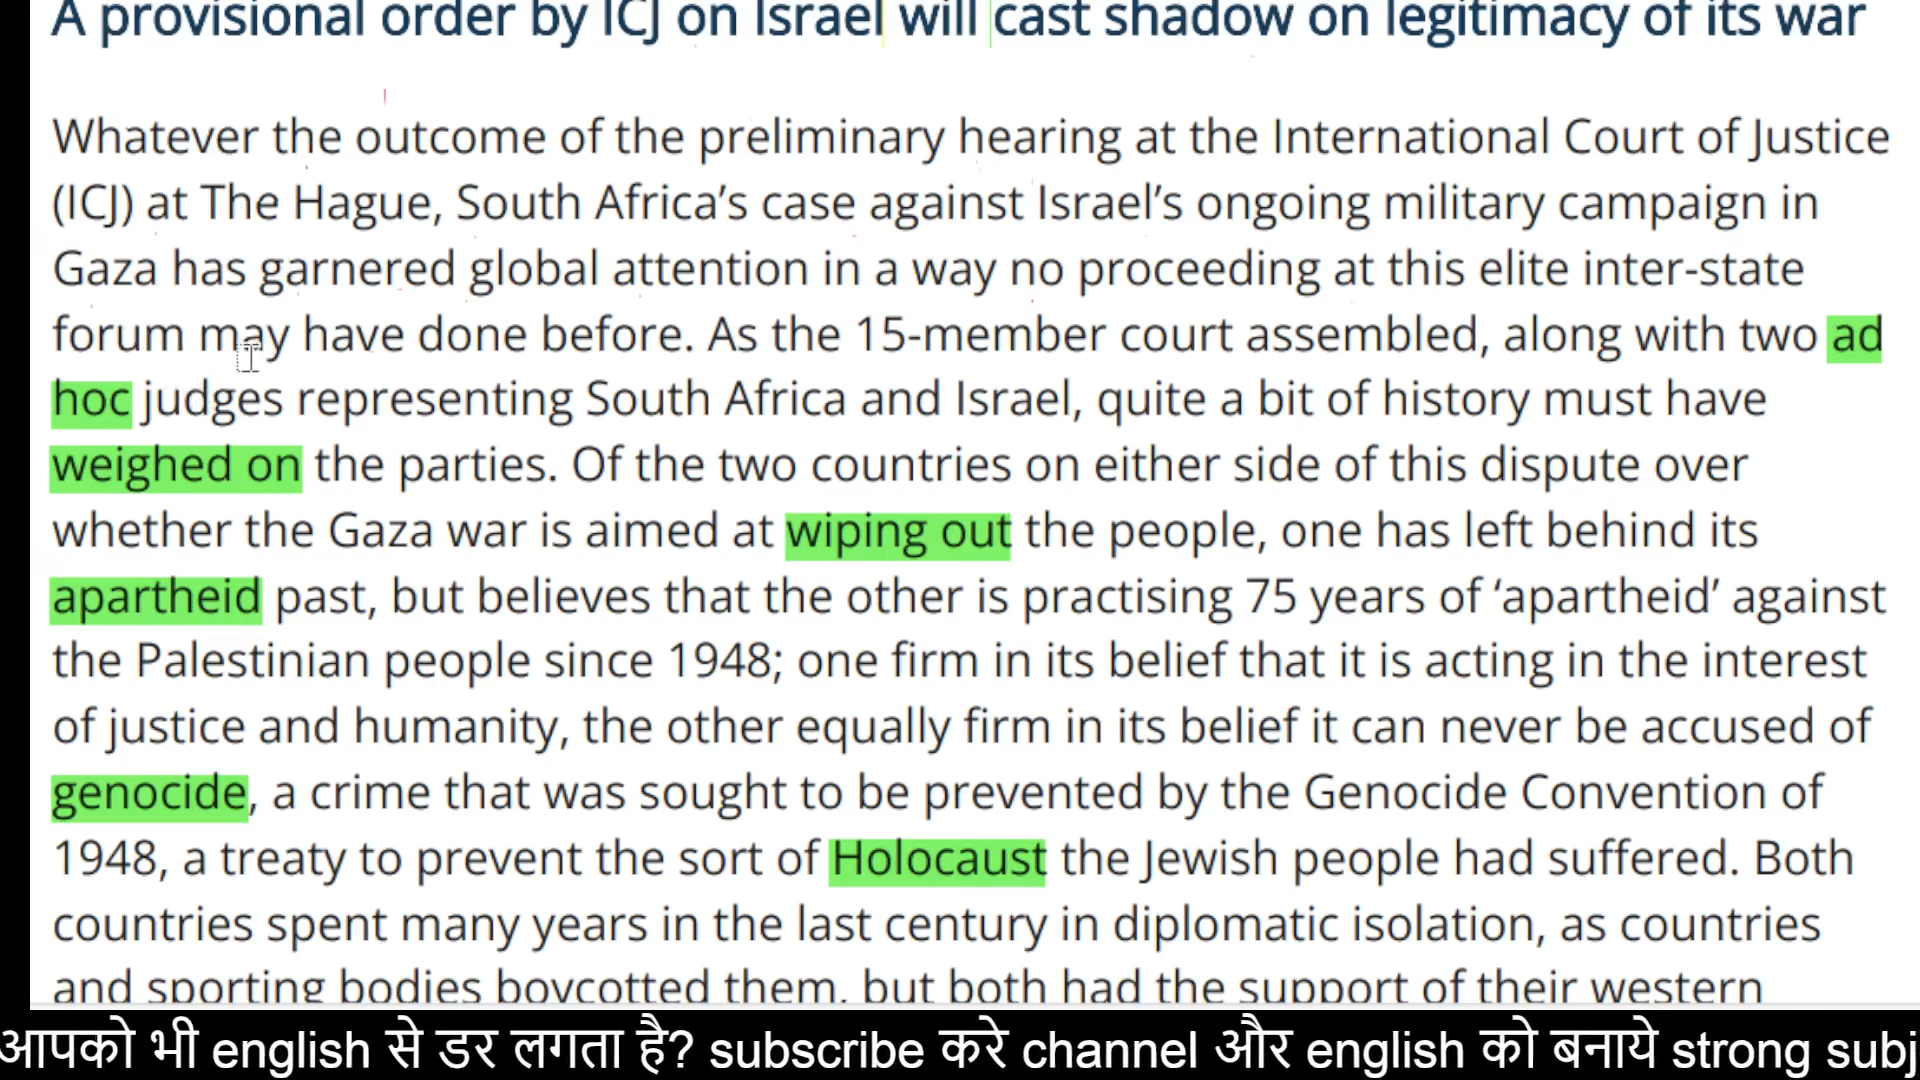 A provisional order by ICJ on Israel will cast shadow on legitimacy of its war
Whatever the outcome of the preliminary hearing at the International Court of Justice
(ICJ) at The Hague, South Africa’s case against Israel’s ongoing military campaign in
Gaza has garnered global attention in a way no proceeding at this elite inter-state
forum may have done before. As the 15-member court assembled, along with two ad
hoc judges representing South Africa and Israel, quite a bit of history must have
weighed on the parties. Of the two countries on either side of this dispute over
whether the Gaza war is aimed at wiping out the people, one has left behind its
apartheid past, but believes that the other is practising 75 years of ‘apartheid’ against
the Palestinian people since 1948; one firm in its belief that it is acting in the interest
of justice and humanity, the other equally firm in its belief it can never be accused of
genocide, a crime that was sought to be prevented by the Genocide Convention of
1948, a treaty to prevent the sort of Holocaust the Jewish people had suffered. Both
countries spent many years in the last century in diplomatic isolation, as countries
and sporting bodies boycotted them, but both had the support of their western
आपको भी english से डर लगता है? subscribe करे channel और english को बनाये strong subj